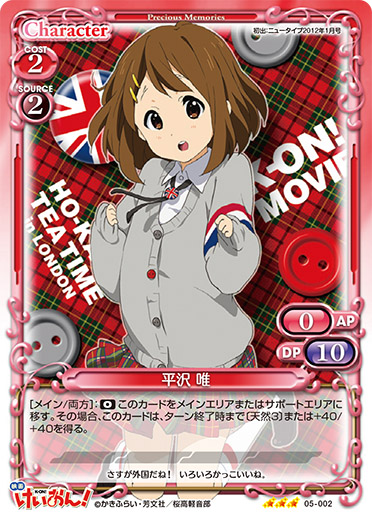 Precious Memories
Character
初出:ニュータイプ2012年1月号
COST
2
SOURCE
2
K-ON!
MOVIE
HO-K
TEA TIME
in LONDON
0 AP
DP 10
平沢 唯
[メイン/両方]:このカードをメインエリアまたはサポートエリアに
移す。その場合、このカードは、ターン終了時まで[天然3]または+40/
+40を得る。
さすが外国だね! いろいろかっこいいね。
映画
K-ON!
けいおん!
©かきふらい・芳文社/桜高軽音部
05-002